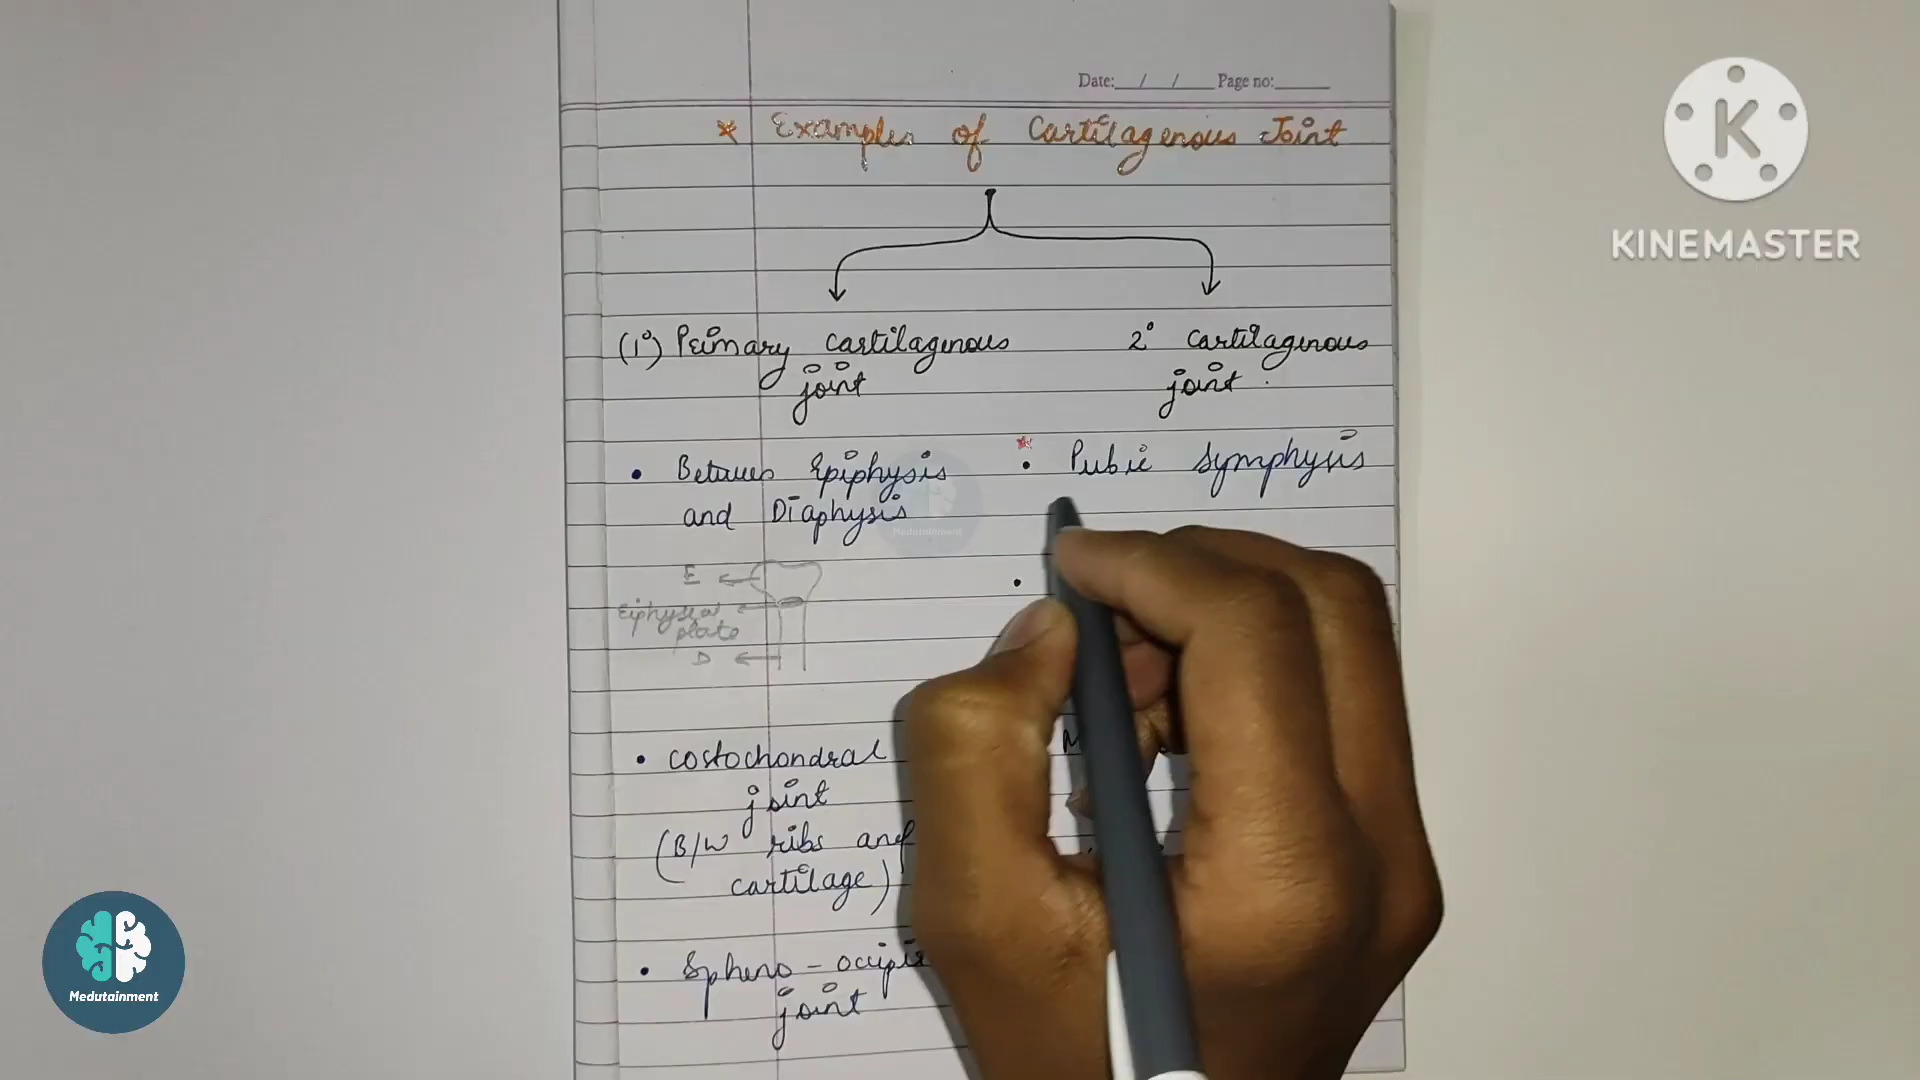 Date: / / Page no:
* Examples of Cartilagenous Joint
(1°) Primary cartilagenous joint
• Between Epiphysis
and Diaphysis
E
Epiphyseal
plate
D
• costochondral
joint
(B/W ribs and
cartilage)
• Spheno-occipi
joint
2° cartilagenous
joint.
* • Pubic Symphysis
•
KINEMASTER
Medutainment
Medutainment